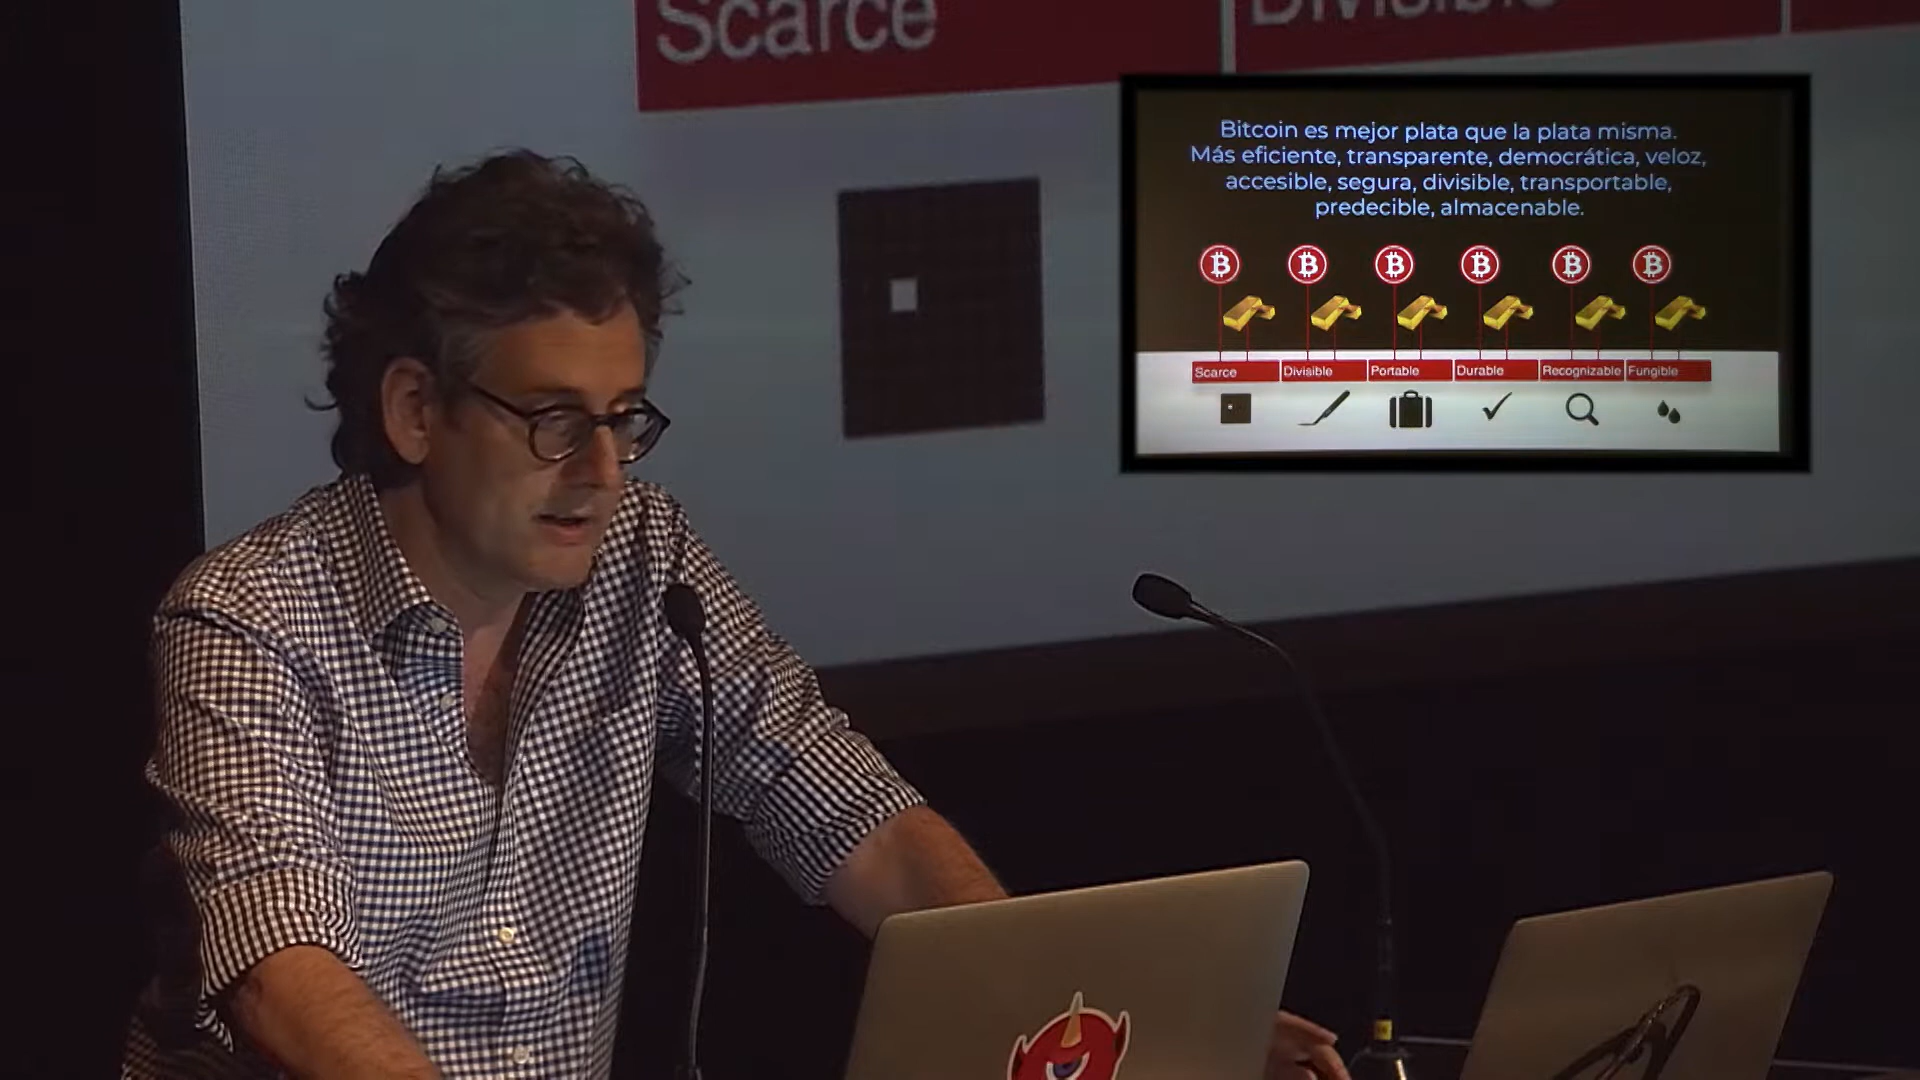 Scarce
Divisible
Bitcoin es mejor plata que la plata misma.
Más eficiente, transparente, democrática, veloz,
accesible, segura, divisible, transportable,
predecible, almacenable.
Scarce
Divisible
Portable
Durable
Recognizable
Fungible